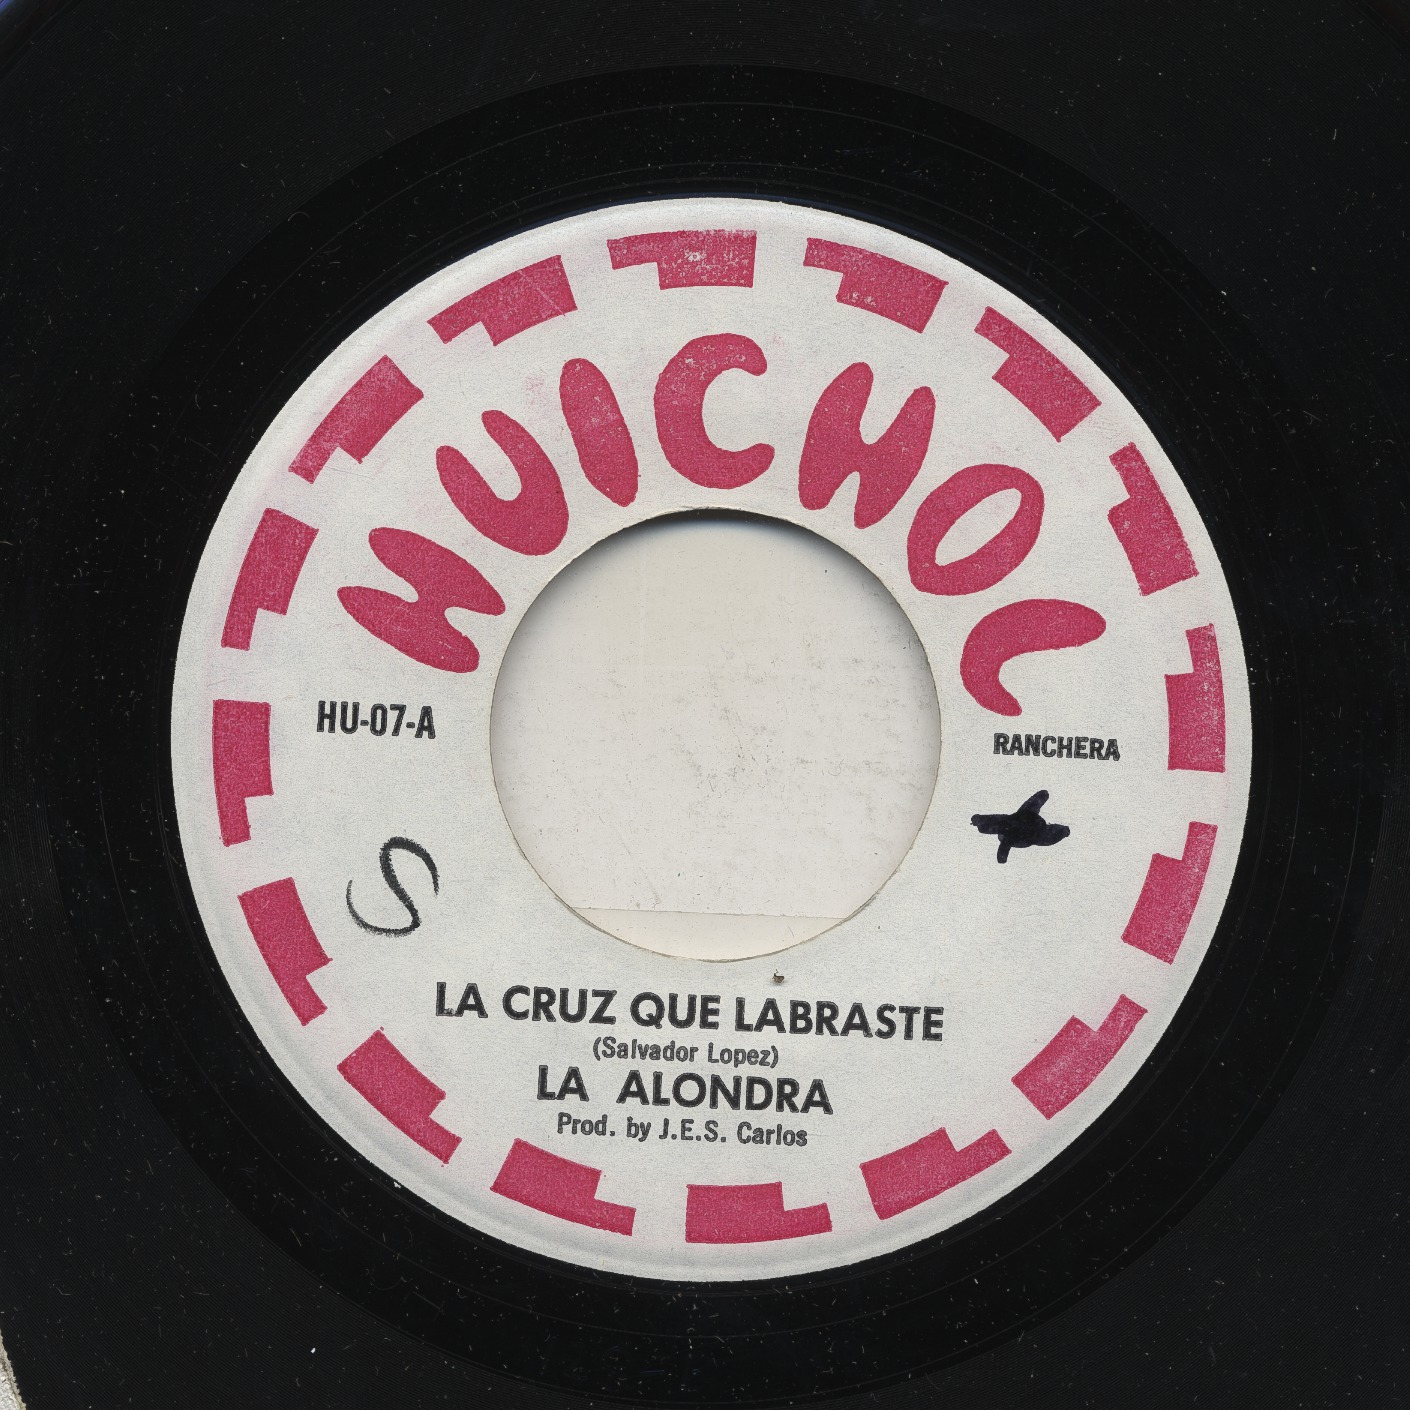 HUICHOL
HU-07-A
RANCHERA
S
LA CRUZ QUE LABRASTE
(Salvador Lopez)
LA ALONDRA
Prod. by J.E.S. Carlos